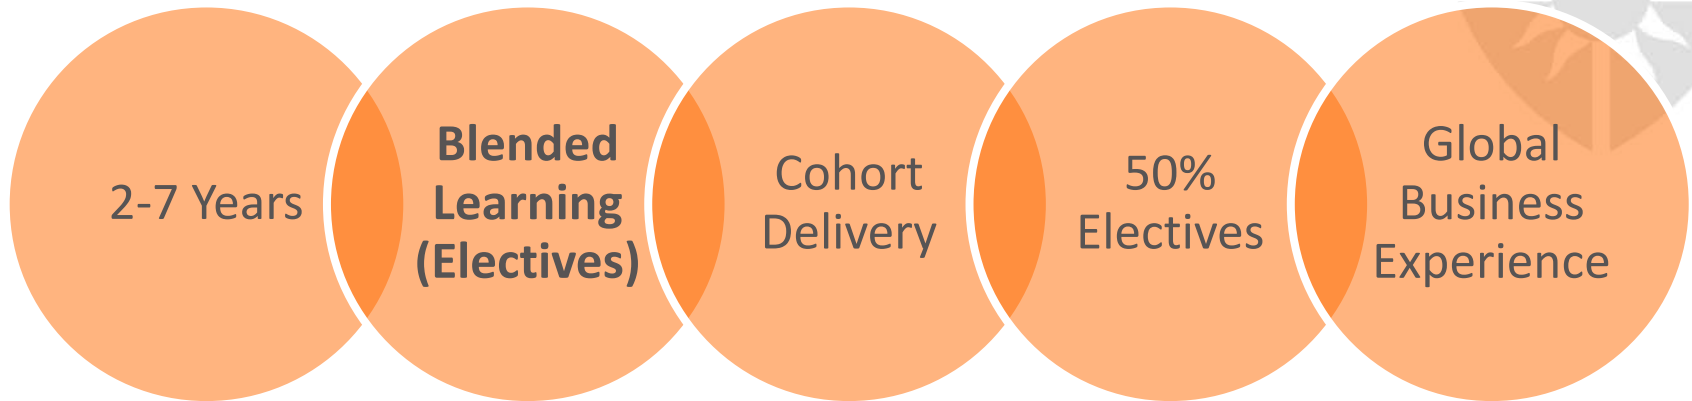 2-7 Years
Blended
Learning
(Electives)
Cohort
Delivery
50%
Electives
Global
Business
Experience